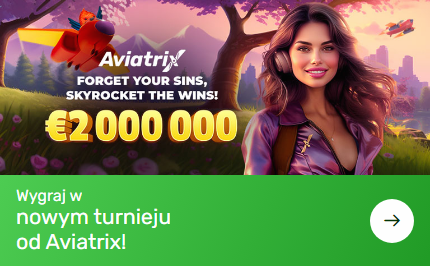 Aviatrix
FORGET YOUR SINS,
SKYROCKET THE WINS!
€2 000 000
Wygraj w
nowym turnieju
od Aviatrix!